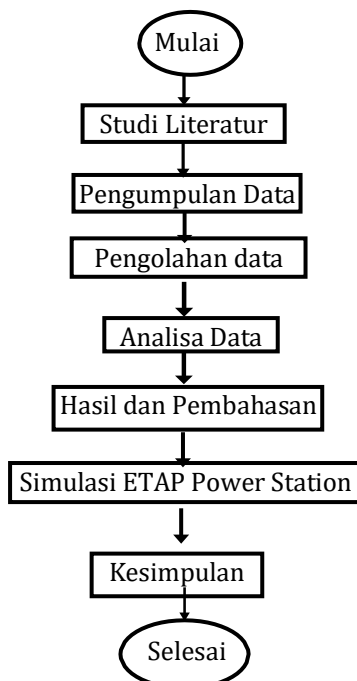 Mulai
Studi Literatur
Pengumpulan Data
Pengolahan data
Analisa Data
Hasil dan Pembahasan
Simulasi ETAP Power Station
Kesimpulan
Selesai